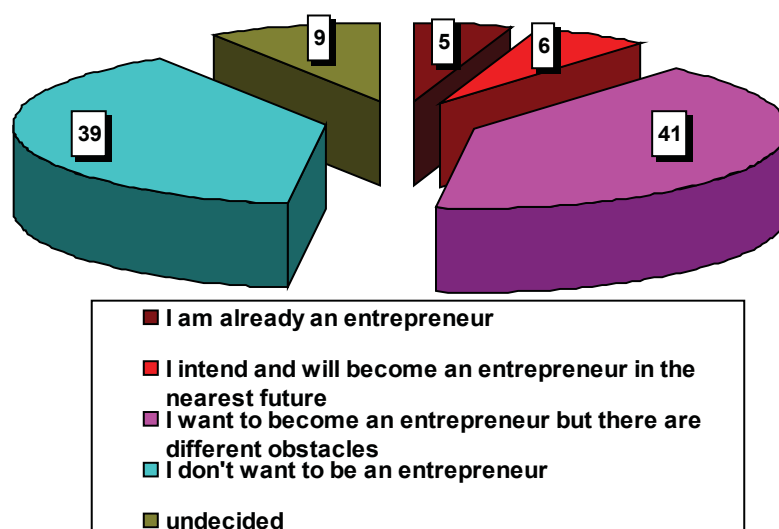 9
5
6
39
41
I am already an entrepreneur
I intend and will become an entrepreneur in the
nearest future
I want to become an entrepreneur but there are
different obstacles
I don't want to be an entrepreneur
undecided